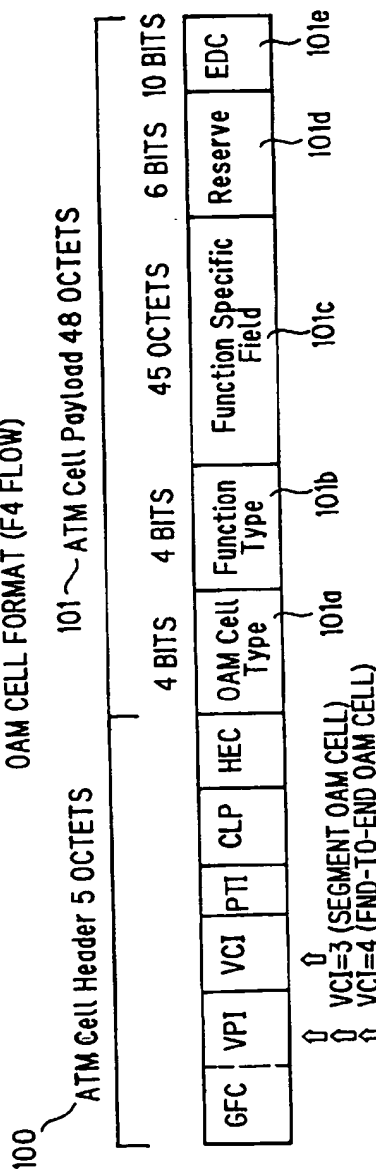 OAM CELL FORMAT (F4 FLOW)
100
ATM Cell Header 5 OCTETS
101 ~ ATM Cell Payload 48 OCTETS
4 BITS 4 BITS 45 OCTETS 6 BITS 10 BITS
GFC VPI VCI PTI CLP HEC OAM Cell Type Function Type Function Specific Field Reserve EDC
101a 101b 101c 101d 101e
⇧ ⇧ VCI=3 (SEGMENT OAM CELL)
⇧ ⇧ VCI=4 (END-TO-END OAM CELL)